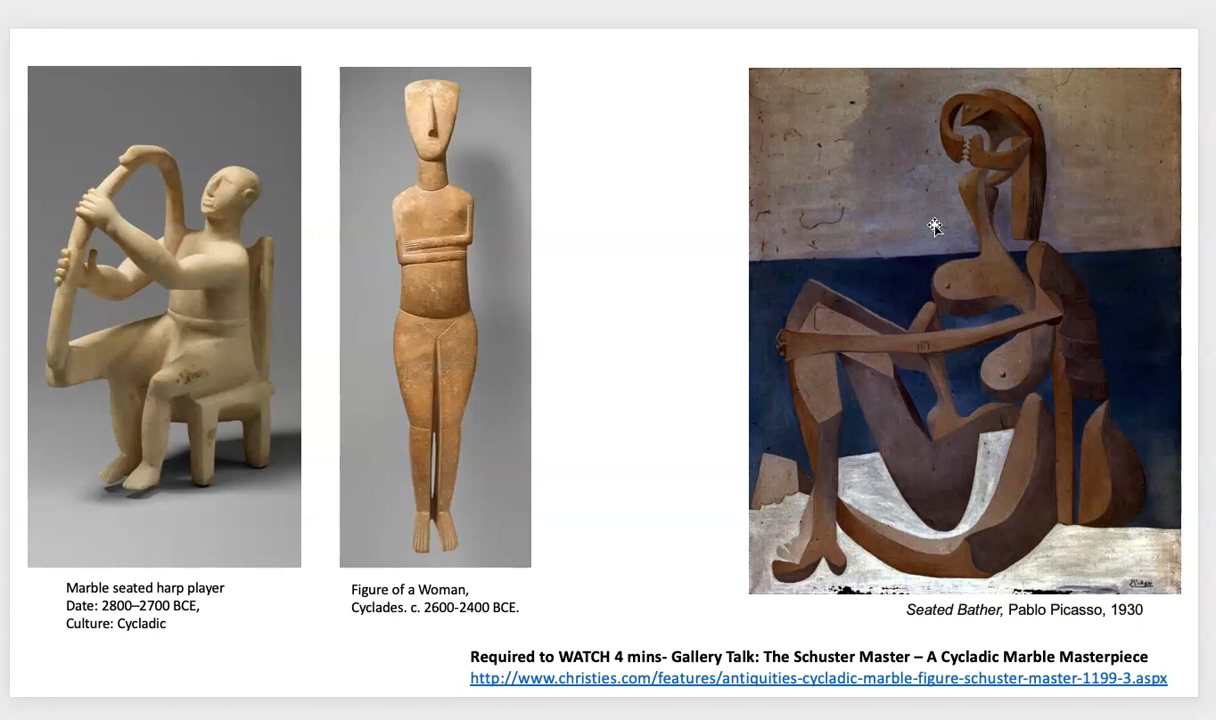 Marble seated harp player
Date: 2800–2700 BCE,
Culture: Cycladic
Figure of a Woman,
Cyclades. c. 2600-2400 BCE.
Seated Bather, Pablo Picasso, 1930
Required to WATCH 4 mins- Gallery Talk: The Schuster Master – A Cycladic Marble Masterpiece
http://www.christies.com/features/antiquities-cycladic-marble-figure-schuster-master-1199-3.aspx